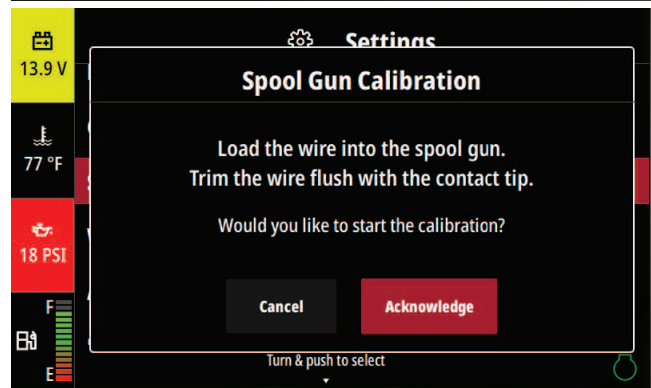 Settings
13.9 V
Spool Gun Calibration
77 °F
Load the wire into the spool gun.
Trim the wire flush with the contact tip.
18 PSI
Would you like to start the calibration?
F
Cancel
Acknowledge
E
Turn & push to select